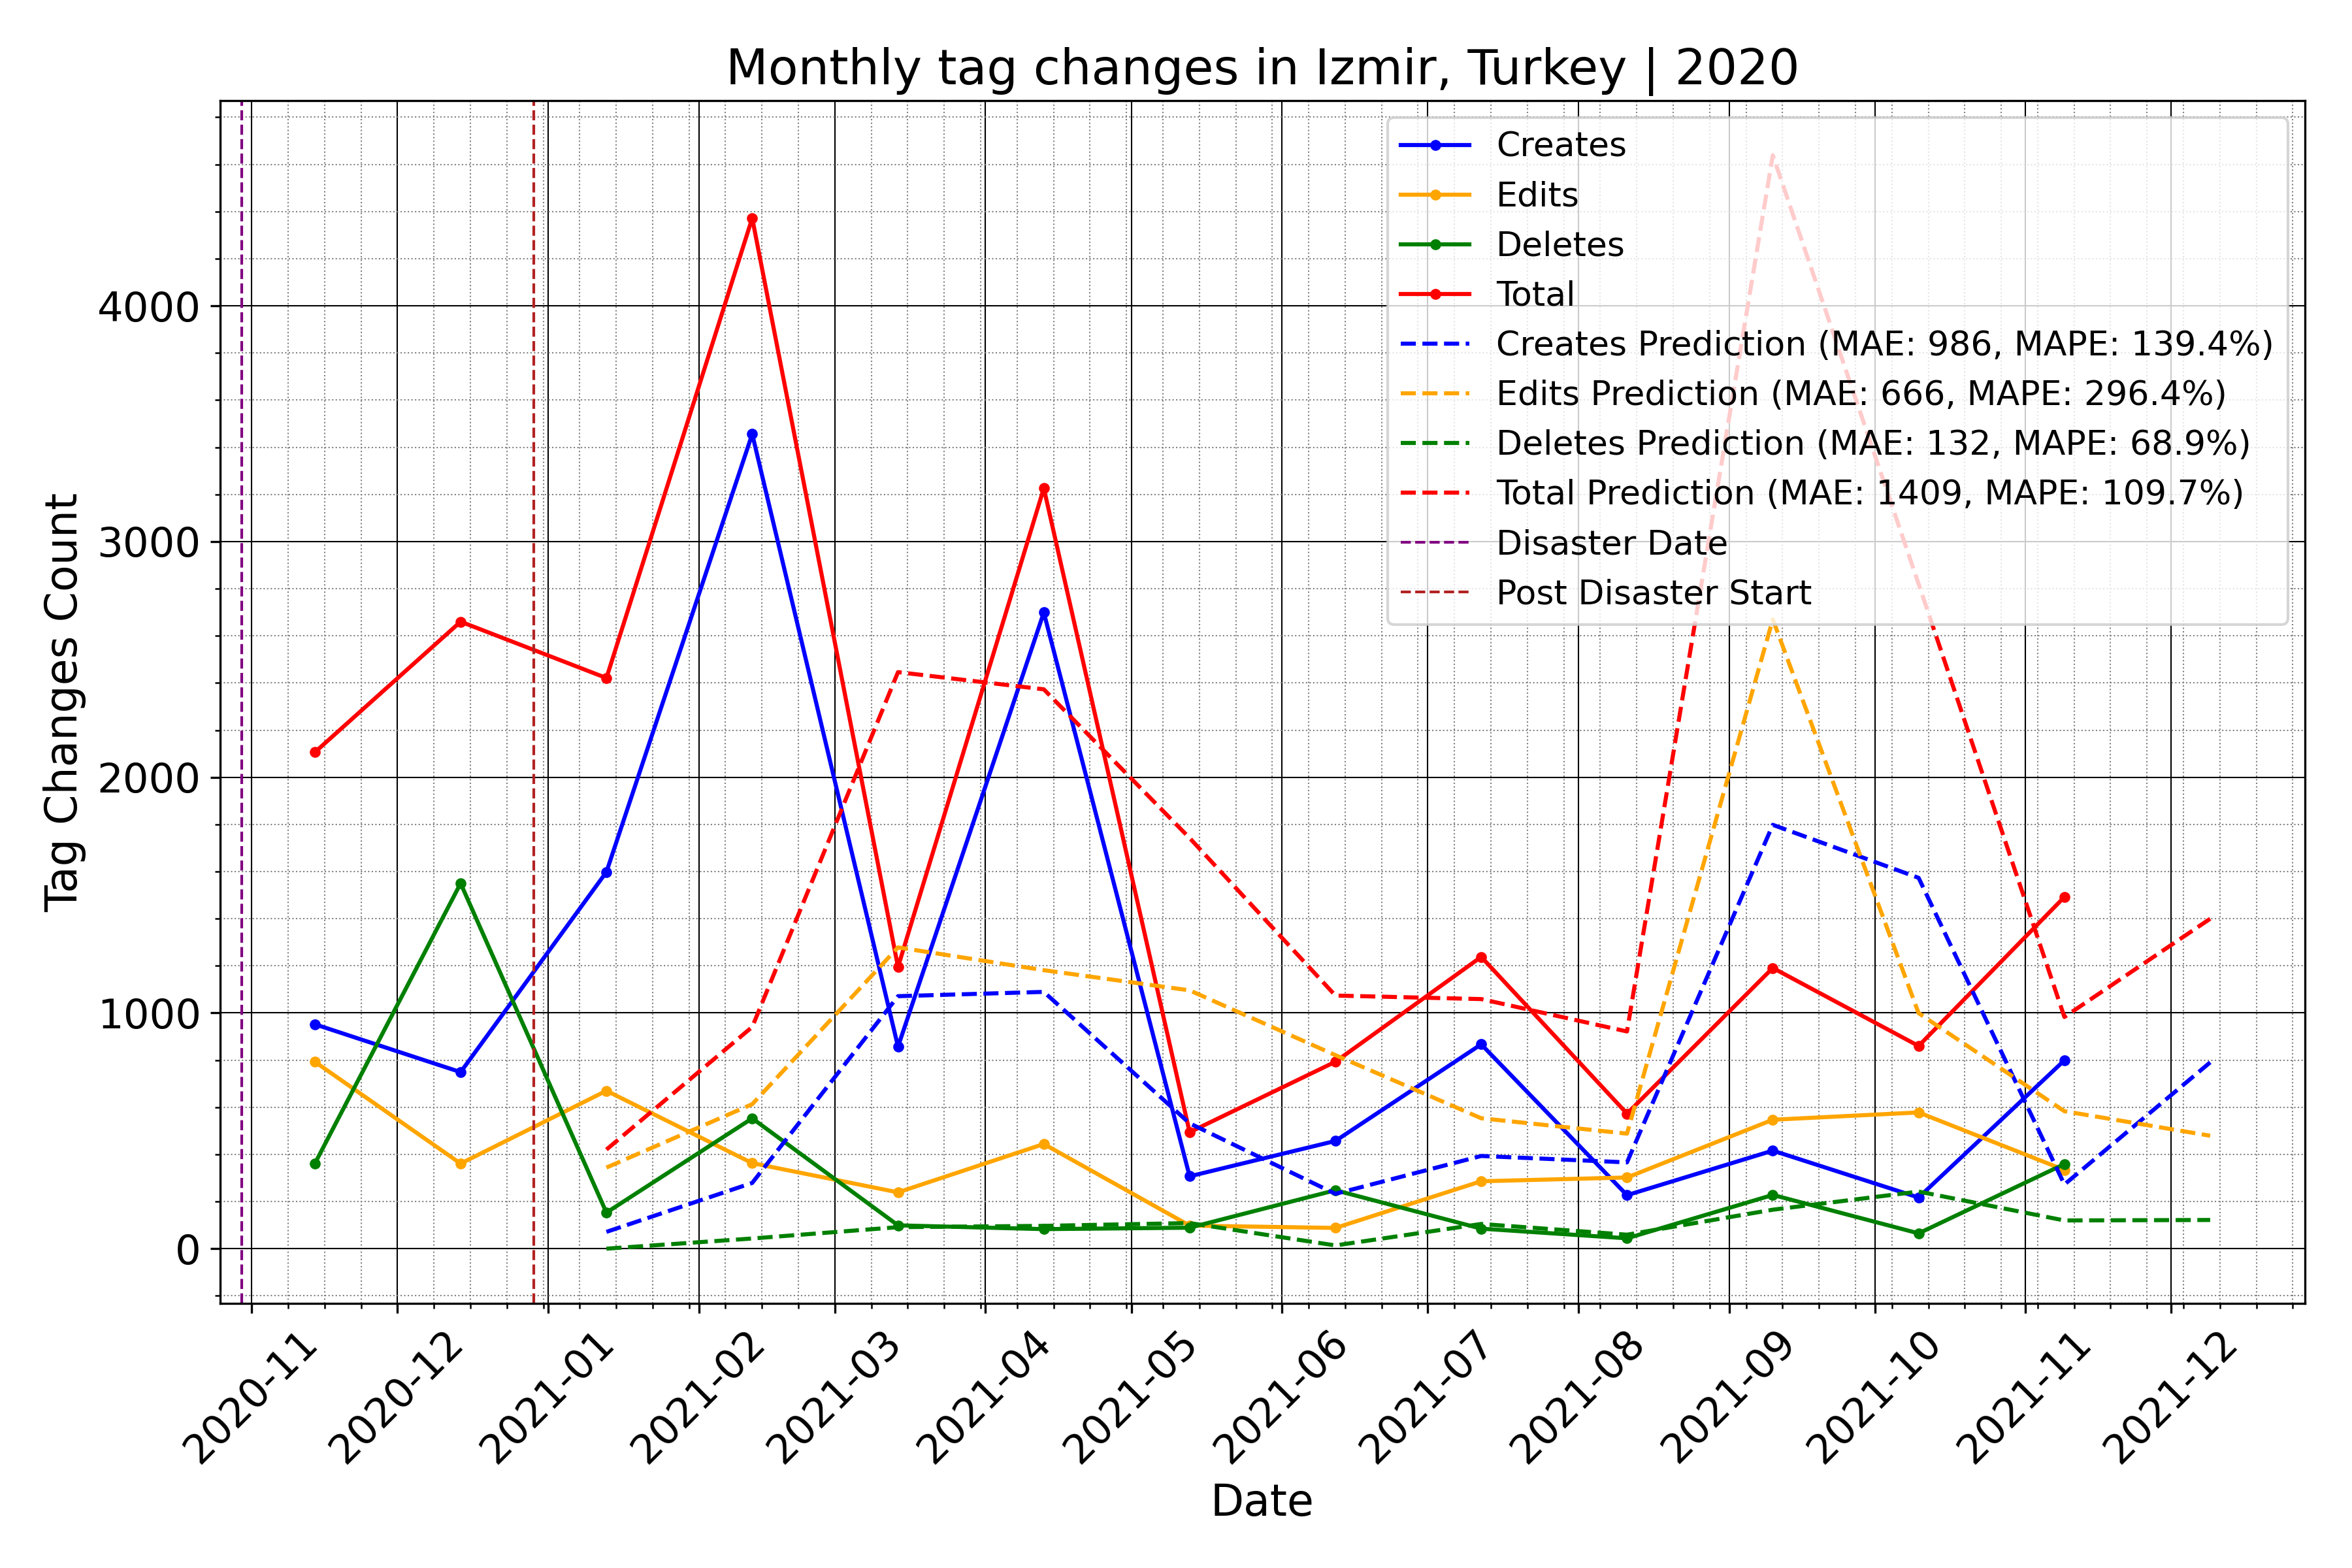 Monthly tag changes in Izmir, Turkey | 2020
Creates
Edits
Deletes
Total
Creates Prediction (MAE: 986, MAPE: 139.4%)
Edits Prediction (MAE: 666, MAPE: 296.4%)
Deletes Prediction (MAE: 132, MAPE: 68.9%)
Total Prediction (MAE: 1409, MAPE: 109.7%)
Disaster Date
Post Disaster Start
Tag Changes Count
4000
3000
2000
1000
0
2020-11
2020-12
2021-01
2021-02
2021-03
2021-04
2021-05
2021-06
2021-07
2021-08
2021-09
2021-10
2021-11
2021-12
Date